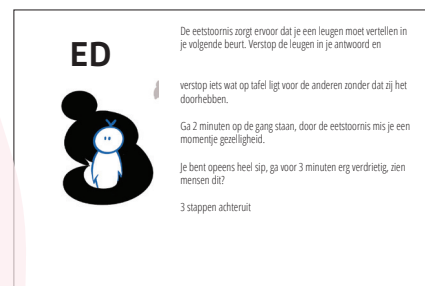 ED
De eetstoornis zorgt ervoor dat je een leugen moet vertellen in
je volgende beurt. Verstop de leugen in je antwoord en
verstop iets wat op tafel ligt voor de anderen zonder dat zij het
doorhebben.
Ga 2 minuten op de gang staan, door de eetstoornis mis je een
momentje gezelligheid.
Je bent opeens heel sip, ga voor 3 minuten erg verdrietig, zien
mensen dit?
3 stappen achteruit